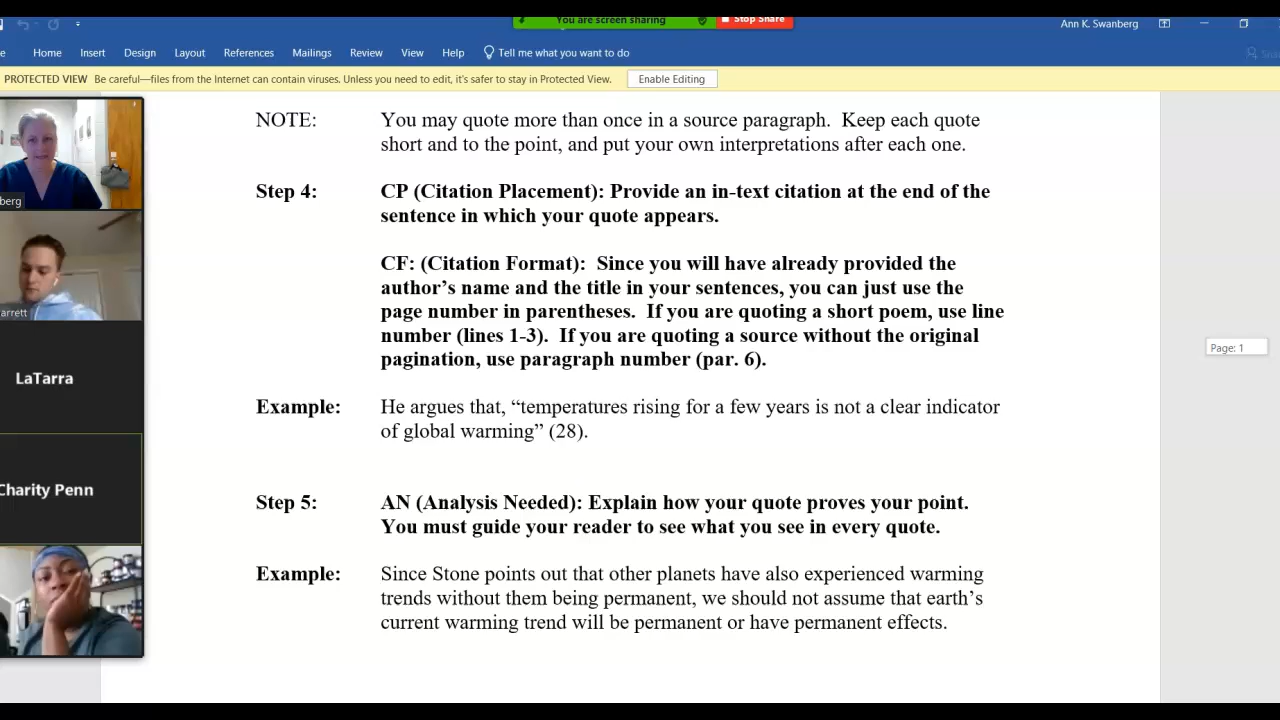 You are screen sharing
Stop Share
Ann K. Swanberg
Home Insert Design Layout References Mailings Review View Help Tell me what you want to do
PROTECTED VIEW Be careful—files from the Internet can contain viruses. Unless you need to edit, it's safer to stay in Protected View. Enable Editing
NOTE: You may quote more than once in a source paragraph. Keep each quote
short and to the point, and put your own interpretations after each one.
Step 4: CP (Citation Placement): Provide an in-text citation at the end of the
sentence in which your quote appears.
CF: (Citation Format): Since you will have already provided the
author's name and the title in your sentences, you can just use the
page number in parentheses. If you are quoting a short poem, use line
number (lines 1-3). If you are quoting a source without the original
pagination, use paragraph number (par. 6).
Example: He argues that, “temperatures rising for a few years is not a clear indicator
of global warming” (28).
Step 5: AN (Analysis Needed): Explain how your quote proves your point.
You must guide your reader to see what you see in every quote.
Example: Since Stone points out that other planets have also experienced warming
trends without them being permanent, we should not assume that earth's
current warming trend will be permanent or have permanent effects.
Page: 1
berg
arrett
LaTarra
Charity Penn